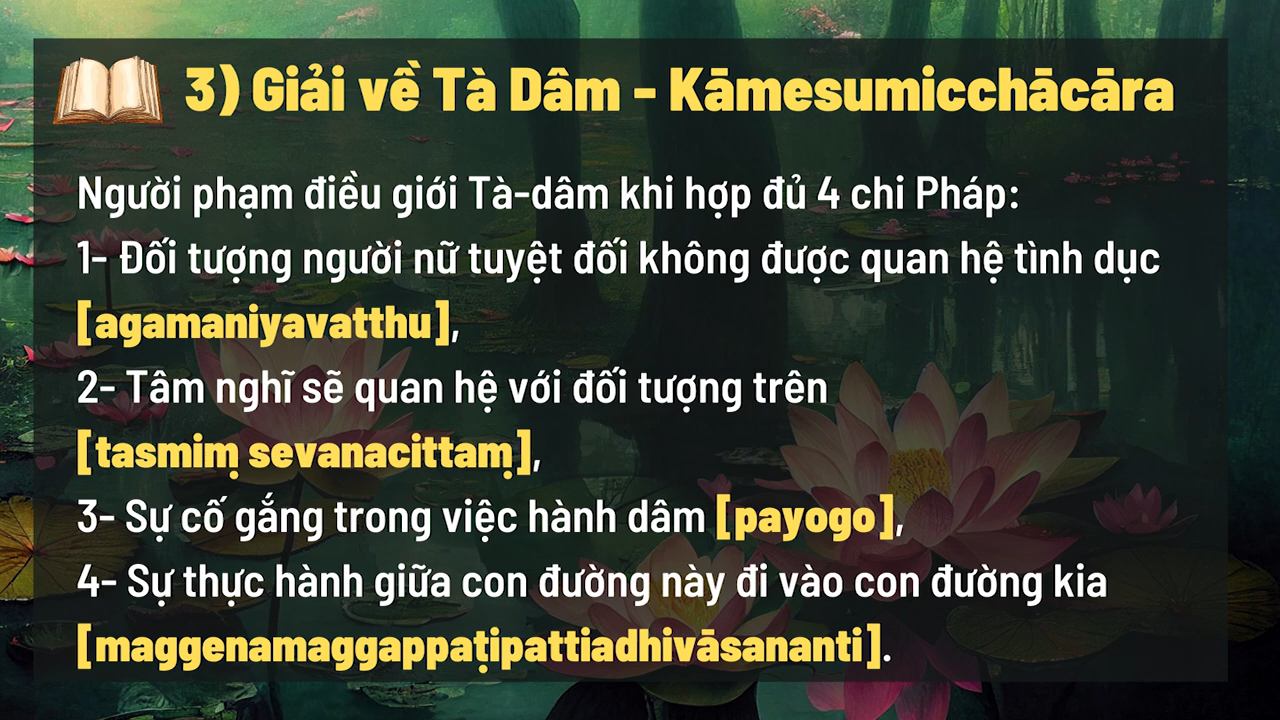 3) Giải về Tà Dâm - Kāmesumicchācāra
Người phạm điều giới Tà-dâm khi hợp đủ 4 chi Pháp:
1- Đối tượng người nữ tuyệt đối không được quan hệ tình dục
[agamaniyavatthu],
2- Tâm nghĩ sẽ quan hệ với đối tượng trên
[tasmiṃ sevanacittaṃ],
3- Sự cố gắng trong việc hành dâm [payogo],
4- Sự thực hành giữa con đường này đi vào con đường kia
[maggenamaggappaṭipattiadhivāsananti].